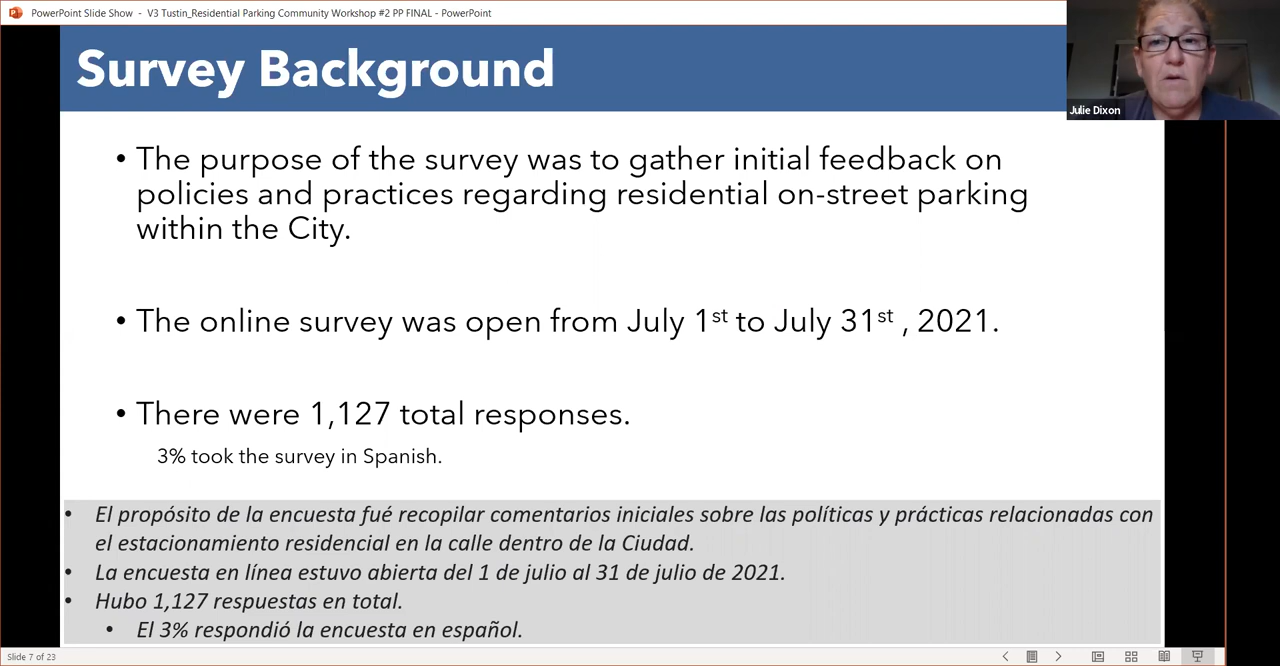 PowerPoint Slide Show - V3 Tustin_Residential Parking Community Workshop #2 PP FINAL - PowerPoint
Survey Background
Julie Dixon
• The purpose of the survey was to gather initial feedback on
policies and practices regarding residential on-street parking
within the City.
• The online survey was open from July 1st to July 31st , 2021.
• There were 1,127 total responses.
3% took the survey in Spanish.
• El propósito de la encuesta fué recopilar comentarios iniciales sobre las políticas y prácticas relacionadas con
el estacionamiento residencial en la calle dentro de la Ciudad.
• La encuesta en línea estuvo abierta del 1 de julio al 31 de julio de 2021.
• Hubo 1,127 respuestas en total.
• El 3% respondió la encuesta en español.
Slide 7 of 23